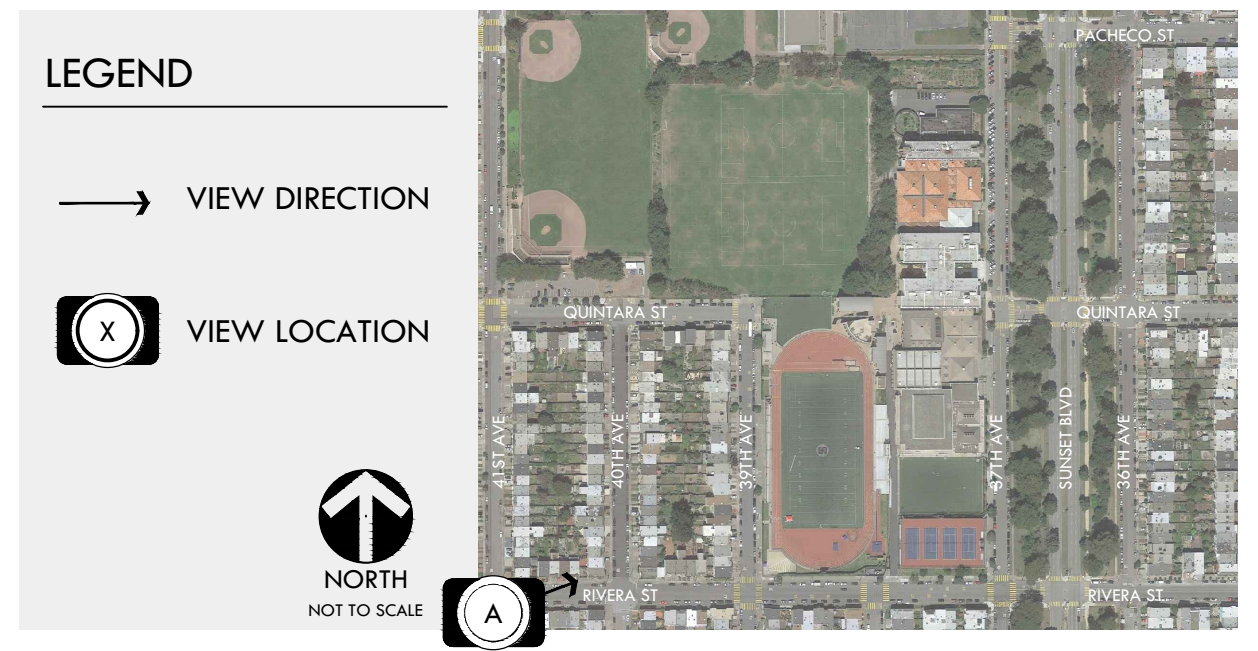 LEGEND
VIEW DIRECTION
X
VIEW LOCATION
NORTH
NOT TO SCALE
A
PACHECO ST
QUINTARA ST
QUINTARA ST
41ST AVE
40TH AVE
39TH AVE
37TH AVE
SUNSET BLVD
36TH AVE
RIVERA ST
RIVERA ST